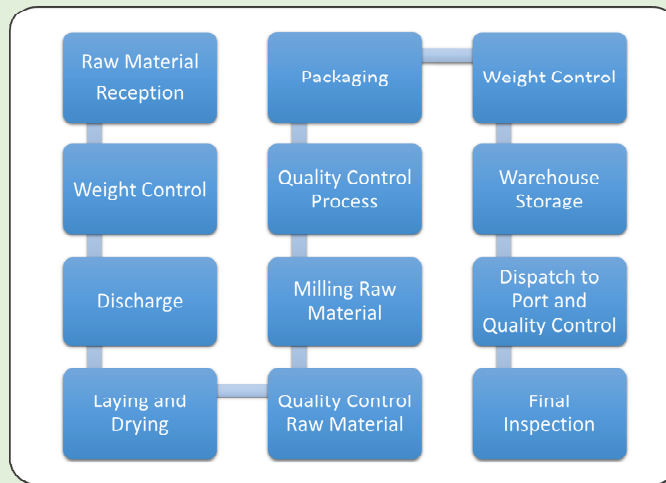 Raw Material
Reception
Weight Control
Discharge
Laying and
Drying
Quality Control
Raw Material
Milling Raw
Material
Quality Control
Process
Packaging
Weight Control
Warehouse
Storage
Dispatch to
Port and
Quality Control
Final
Inspection